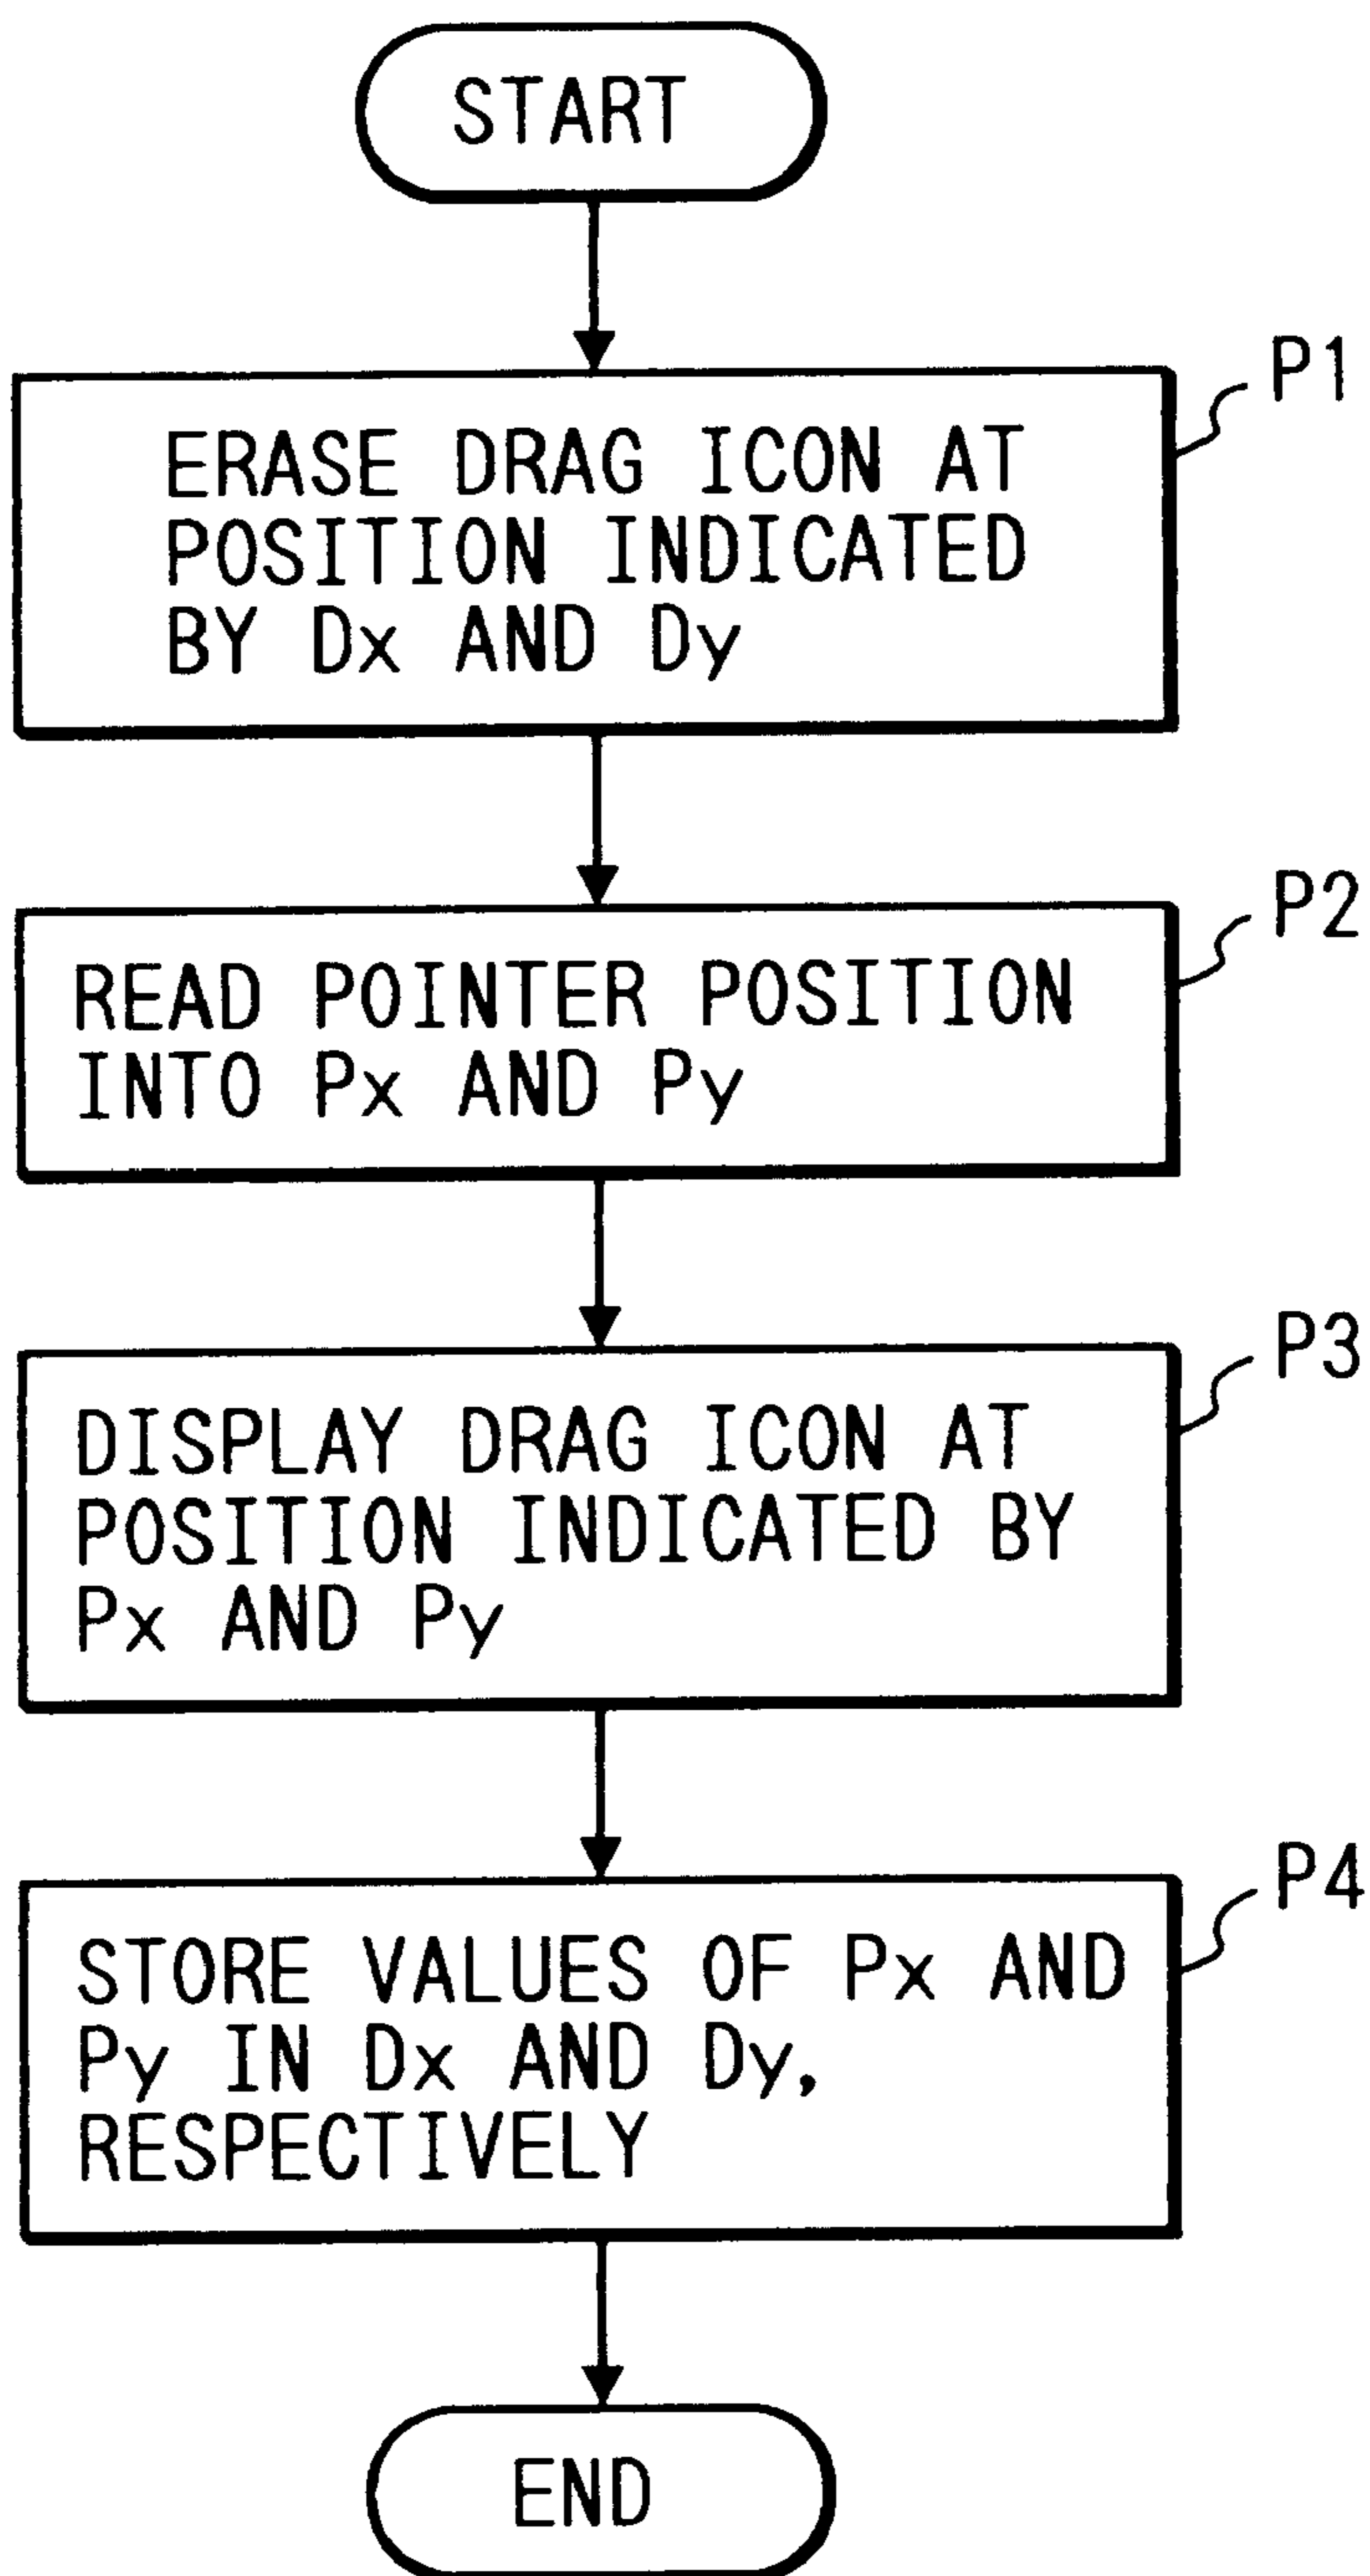 START
P1
ERASE DRAG ICON AT
POSITION INDICATED
BY Dx AND Dy
P2
READ POINTER POSITION
INTO Px AND Py
P3
DISPLAY DRAG ICON AT
POSITION INDICATED BY
Px AND Py
P4
STORE VALUES OF Px AND
Py IN Dx AND Dy,
RESPECTIVELY
END